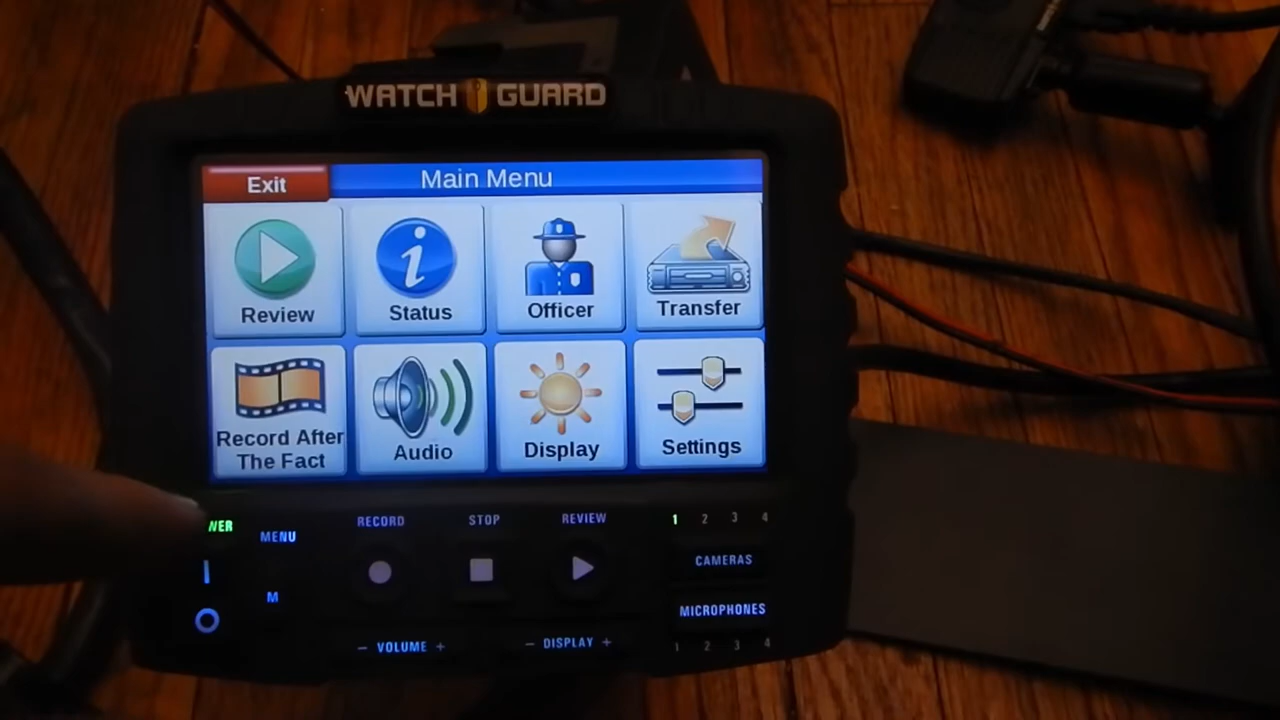 WATCH GUARD
Exit
Main Menu
Review
Status
Officer
Transfer
Record After
The Fact
Audio
Display
Settings
WER
MENU
RECORD
STOP
REVIEW
1 2 3 4
CAMERAS
M
MICROPHONES
− VOLUME +
− DISPLAY +
1 2 3 4